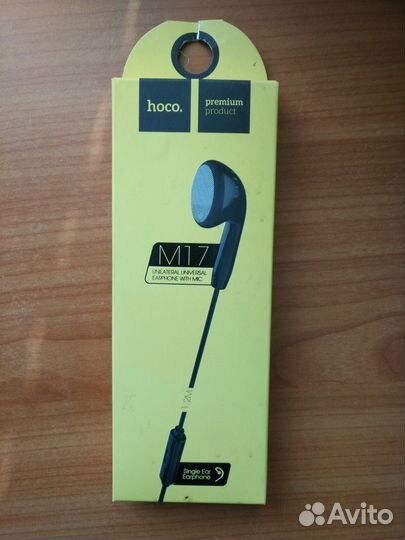 hoco.
premium
product
M17
UNILATERAL UNIVERSAL
EARPHONE WITH MIC
1.2M
Single Ear
Earphone
Avito